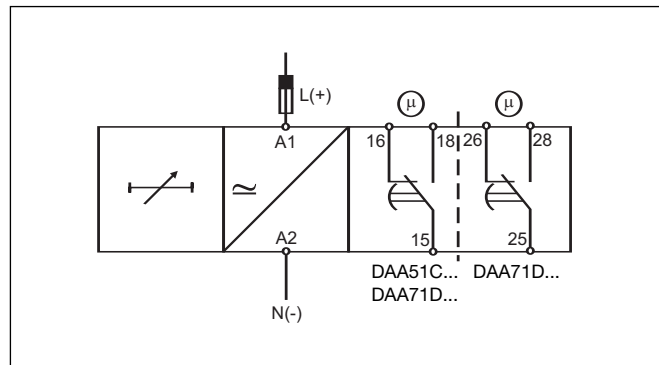 L(+)
μ
μ
A1
16
18
26
28
≃
A2
15
25
DAA51C...
DAA71D...
DAA71D...
N(-)